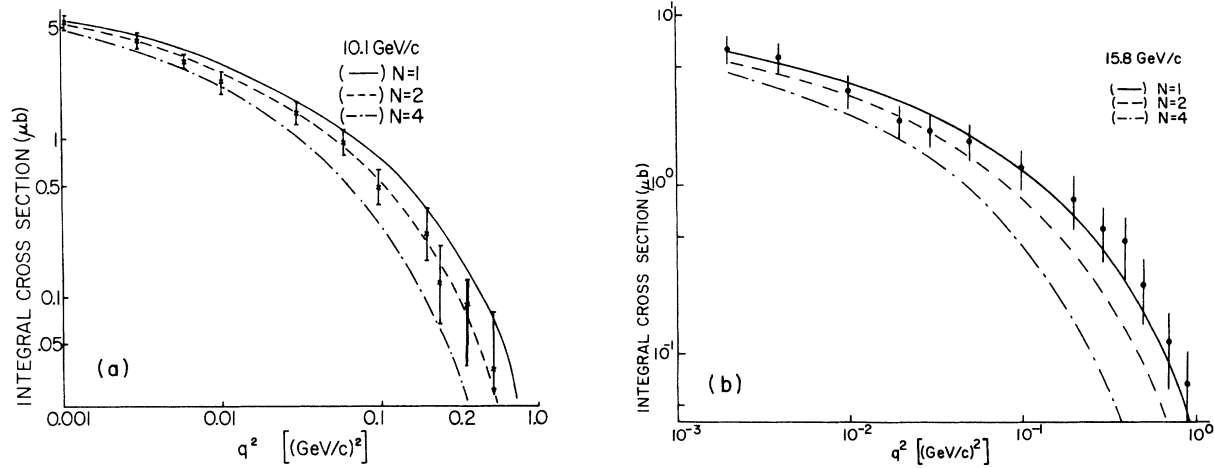 10.1 GeV/c
(—) N=1
(---) N=2
(—·—) N=4
INTEGRAL CROSS SECTION (μb)
5
1
0.5
0.1
.05
(a)
0.001
0.01
0.1
0.2
1.0
q² [(GeV/c)²]
15.8 GeV/c
(—) N=1
(— —) N=2
(—·—) N=4
INTEGRAL CROSS SECTION (μb)
10¹
10⁰
10⁻¹
(b)
10⁻³
10⁻²
10⁻¹
10⁰
q² [(GeV/c)²]